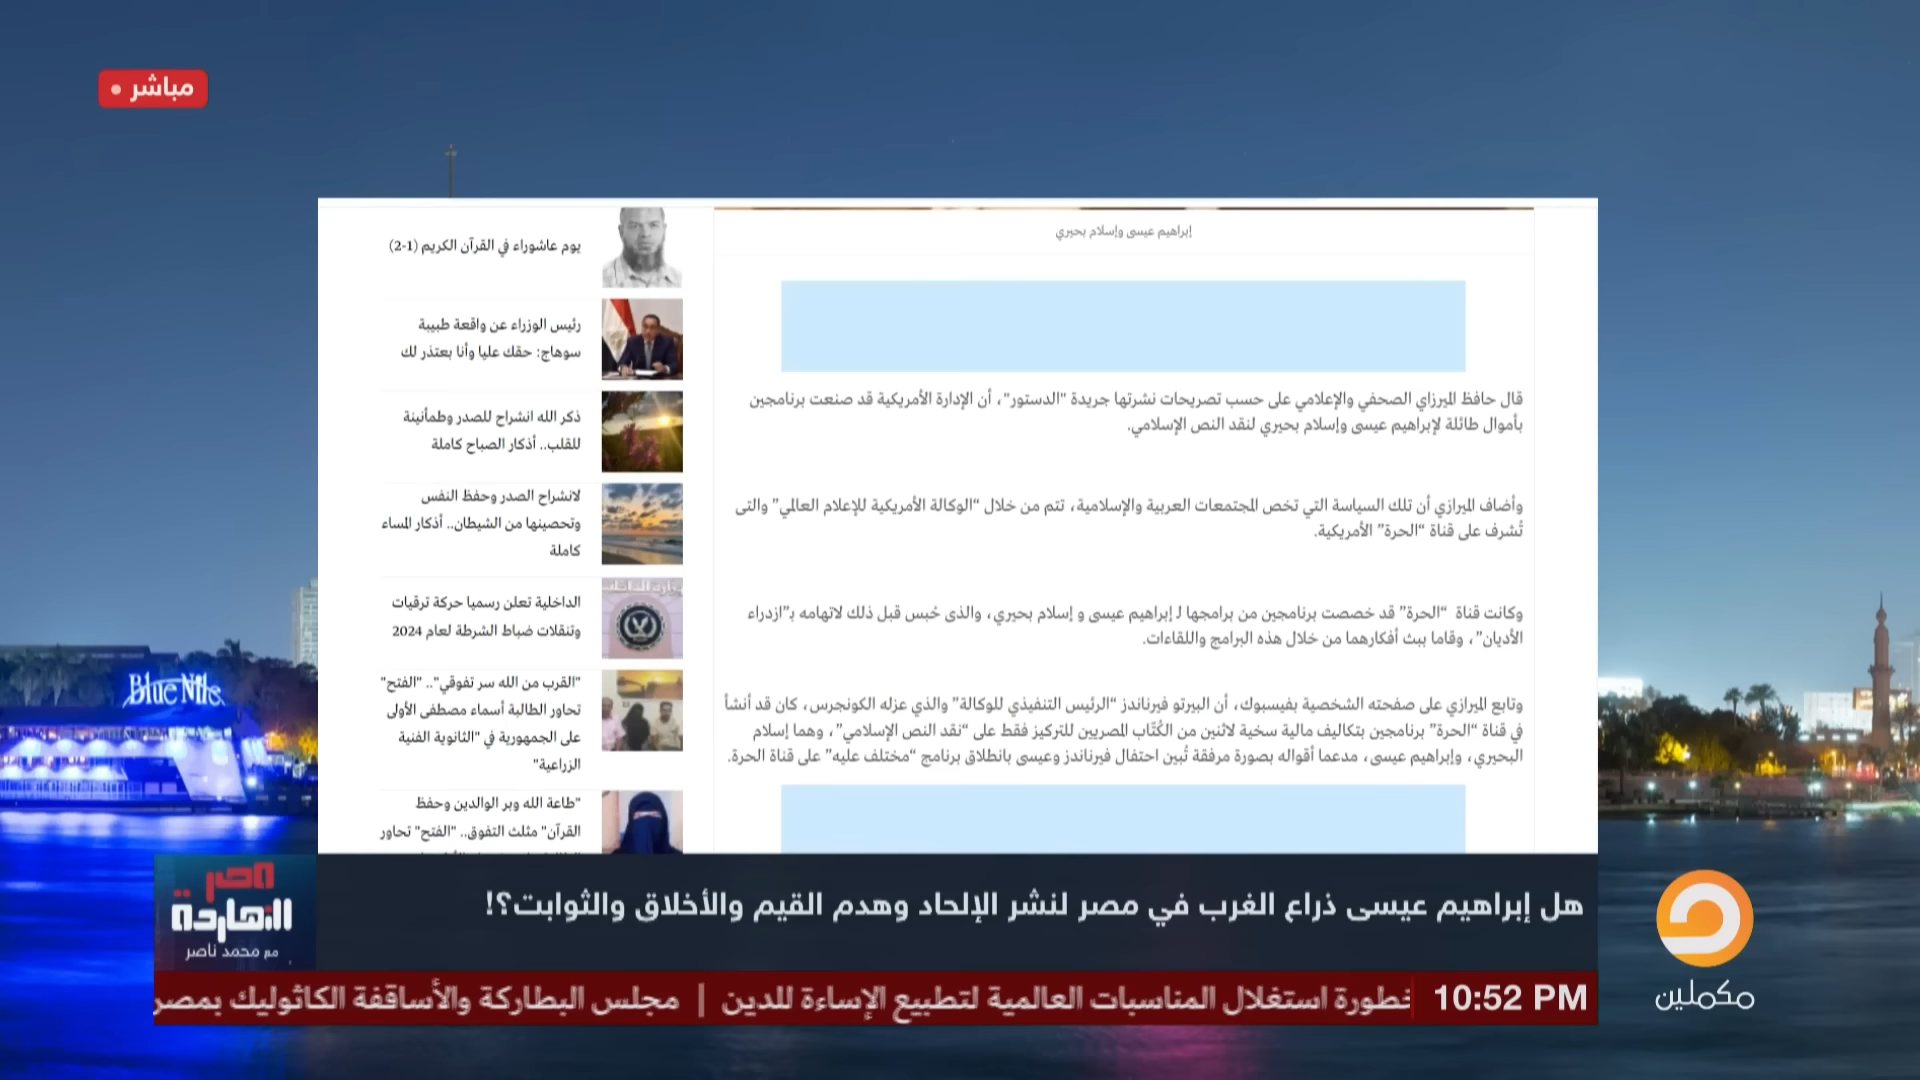 مباشر
إبراهيم عيسى وإسلام بحيري
قال حافظ الميرزاي الصحفي والإعلامي على حسب تصريحات نشرتها جريدة "الدستور"، أن الإدارة الأمريكية قد صنعت برنامجين
بأموال طائلة لإبراهيم عيسى وإسلام بحيري لنقد النص الإسلامي.
وأضاف الميرازي أن تلك السياسة التي تخص المجتمعات العربية والإسلامية، تتم من خلال “الوكالة الأمريكية للإعلام العالمي” والتى
تُشرف على قناة “الحرة” الأمريكية.
وكانت قناة “الحرة” قد خصصت برنامجين من برامجها لـ إبراهيم عيسى و إسلام بحيري، والذى حُبس قبل ذلك لاتهامه بـ”ازدراء
الأديان”، وقاما ببث أفكارهما من خلال هذه البرامج واللقاءات.
وتابع الميرازي على صفحته الشخصية بفيسبوك، أن البيرتو فيرناندز “الرئيس التنفيذي للوكالة” والذي عزله الكونجرس، كان قد أنشأ
في قناة “الحرة” برنامجين بتكاليف مالية سخية لاثنين من الكُتَّاب المصريين للتركيز فقط على “نقد النص الإسلامي”، وهما إسلام
البحيري، وإبراهيم عيسى، مدعما أقواله بصورة مرفقة تُبين احتفال فيرناندز وعيسى بانطلاق برنامج “مختلف عليه” على قناة الحرة.
يوم عاشوراء في القرآن الكريم (1-2)
رئيس الوزراء عن واقعة طبيبة
سوهاج: حقك عليا وأنا بعتذر لك
ذكر الله انشراح للصدر وطمأنينة
للقلب.. أذكار الصباح كاملة
لانشراح الصدر وحفظ النفس
وتحصينها من الشيطان.. أذكار المساء
كاملة
الداخلية تعلن رسميا حركة ترقيات
وتنقلات ضباط الشرطة لعام 2024
"القرب من الله سر تفوقي".. "الفتح"
تحاور الطالبة أسماء مصطفى الأولى
على الجمهورية في "الثانوية الفنية
الزراعية"
"طاعة الله وبر الوالدين وحفظ
القرآن" مثلث التفوق.. "الفتح" تحاور
Blue Nile
هل إبراهيم عيسى ذراع الغرب في مصر لنشر الإلحاد وهدم القيم والأخلاق والثوابت؟!
مصر
النهاردة
مع محمد ناصر
10:52 PM
خطورة استغلال المناسبات العالمية لتطبيع الإساءة للدين | مجلس البطاركة والأساقفة الكاثوليك بمصر
مكملين